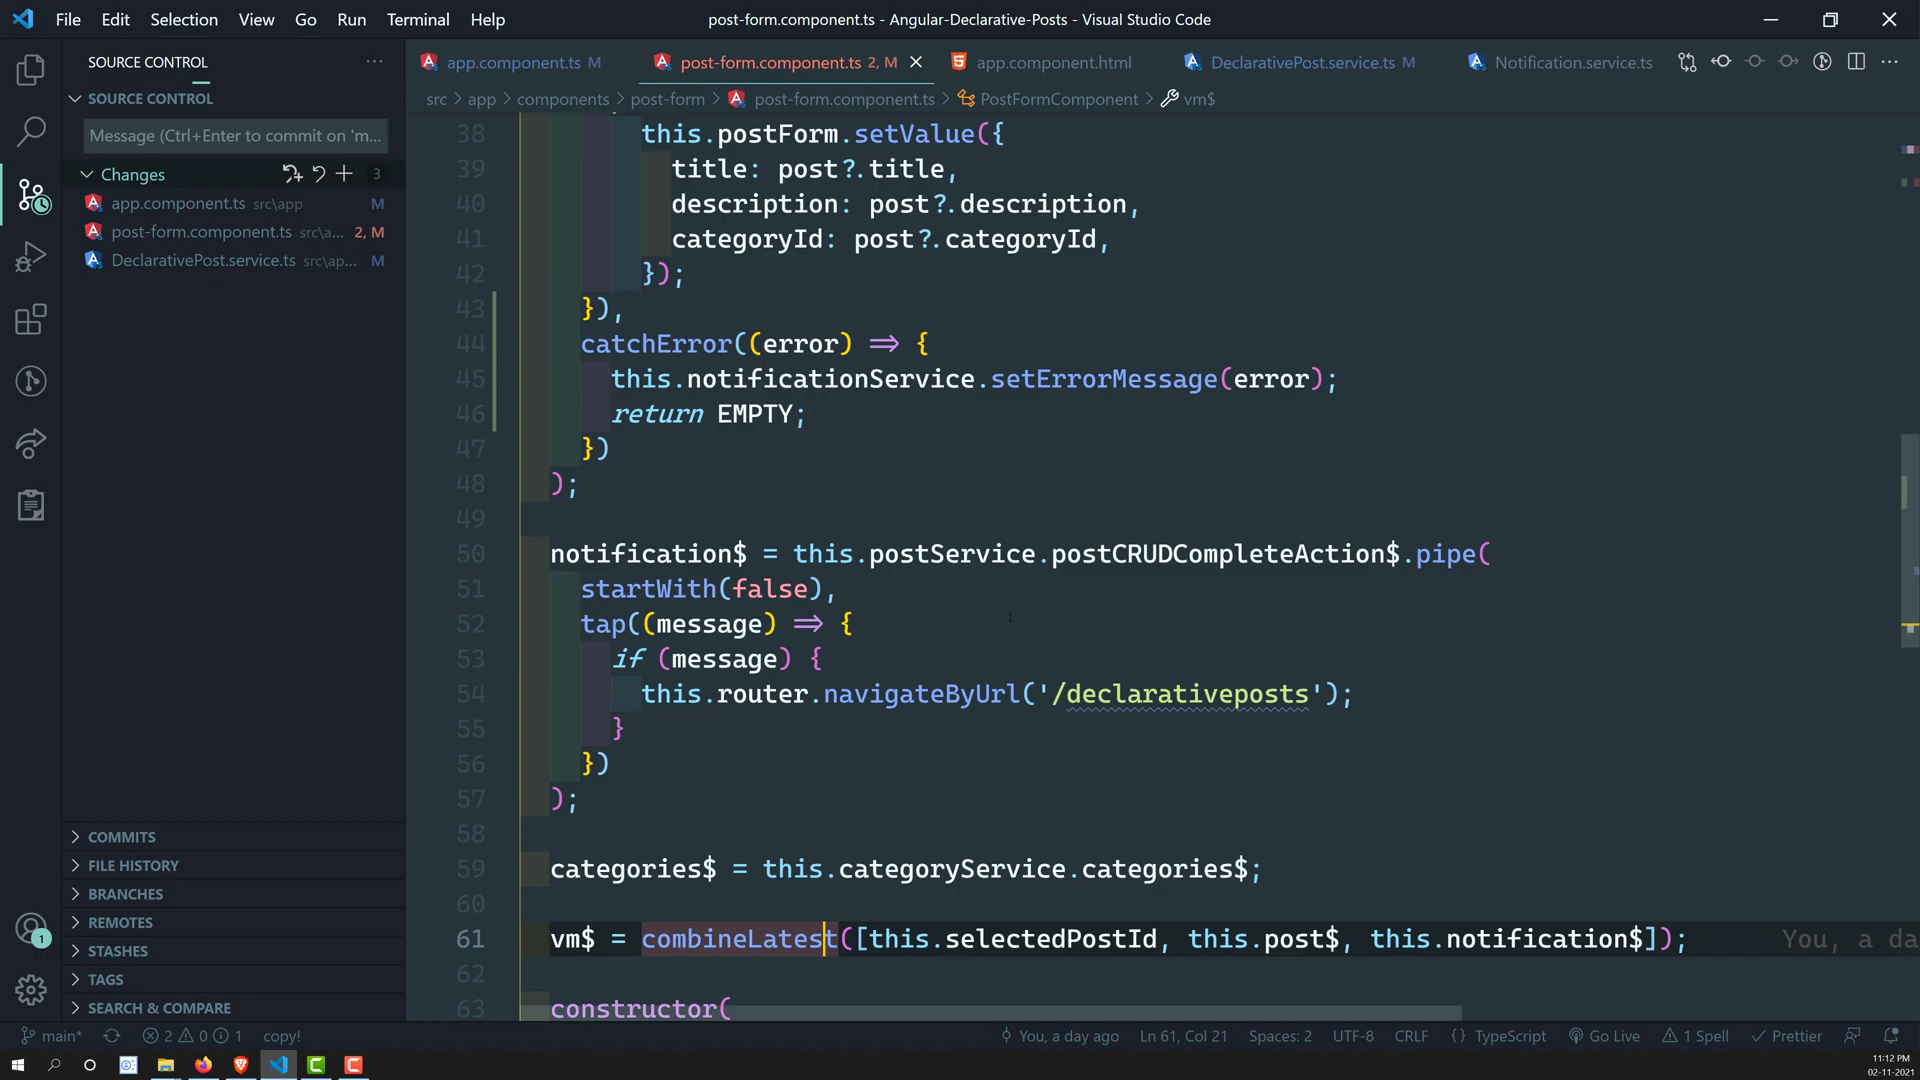 File Edit Selection View Go Run Terminal Help
post-form.component.ts - Angular-Declarative-Posts - Visual Studio Code
SOURCE CONTROL
SOURCE CONTROL
Message (Ctrl+Enter to commit on 'm...
Changes 3
app.component.ts src\app M
post-form.component.ts src\a... 2, M
DeclarativePost.service.ts src\ap... M
COMMITS
FILE HISTORY
BRANCHES
REMOTES
STASHES
TAGS
SEARCH & COMPARE
app.component.ts M post-form.component.ts 2, M app.component.html DeclarativePost.service.ts M Notification.service.ts
src > app > components > post-form > post-form.component.ts > PostFormComponent > vm$
38 this.postForm.setValue({
39 title: post?.title,
40 description: post?.description,
41 categoryId: post?.categoryId,
42 });
43 }),
44 catchError((error) => {
45 this.notificationService.setErrorMessage(error);
46 return EMPTY;
47 })
48 );
49
50 notification$ = this.postService.postCRUDCompleteAction$.pipe(
51 startWith(false),
52 tap((message) => {
53 if (message) {
54 this.router.navigateByUrl('/declarativeposts');
55 }
56 })
57 );
58
59 categories$ = this.categoryService.categories$;
60
61 vm$ = combineLatest([this.selectedPostId, this.post$, this.notification$]); You, a da
62
63 constructor(
1
main* 2 0 1 copy! You, a day ago Ln 61, Col 21 Spaces: 2 UTF-8 CRLF {} TypeScript Go Live 1 Spell Prettier
11:12 PM
02-11-2021